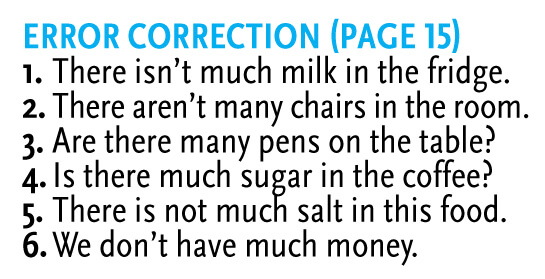 ERROR CORRECTION (PAGE 15)
1. There isn’t much milk in the fridge.
2. There aren’t many chairs in the room.
3. Are there many pens on the table?
4. Is there much sugar in the coffee?
5. There is not much salt in this food.
6. We don’t have much money.